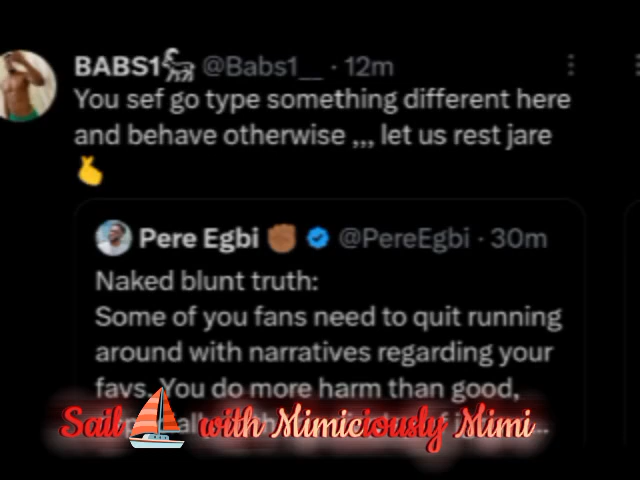 BABS1 @Babs1__ · 12m
You sef go type something different here
and behave otherwise ,,, let us rest jare
Pere Egbi @PereEgbi · 30m
Naked blunt truth:
Some of you fans need to quit running
around with narratives regarding your
favs. You do more harm than good,
Sail with Mimiciously Mimi